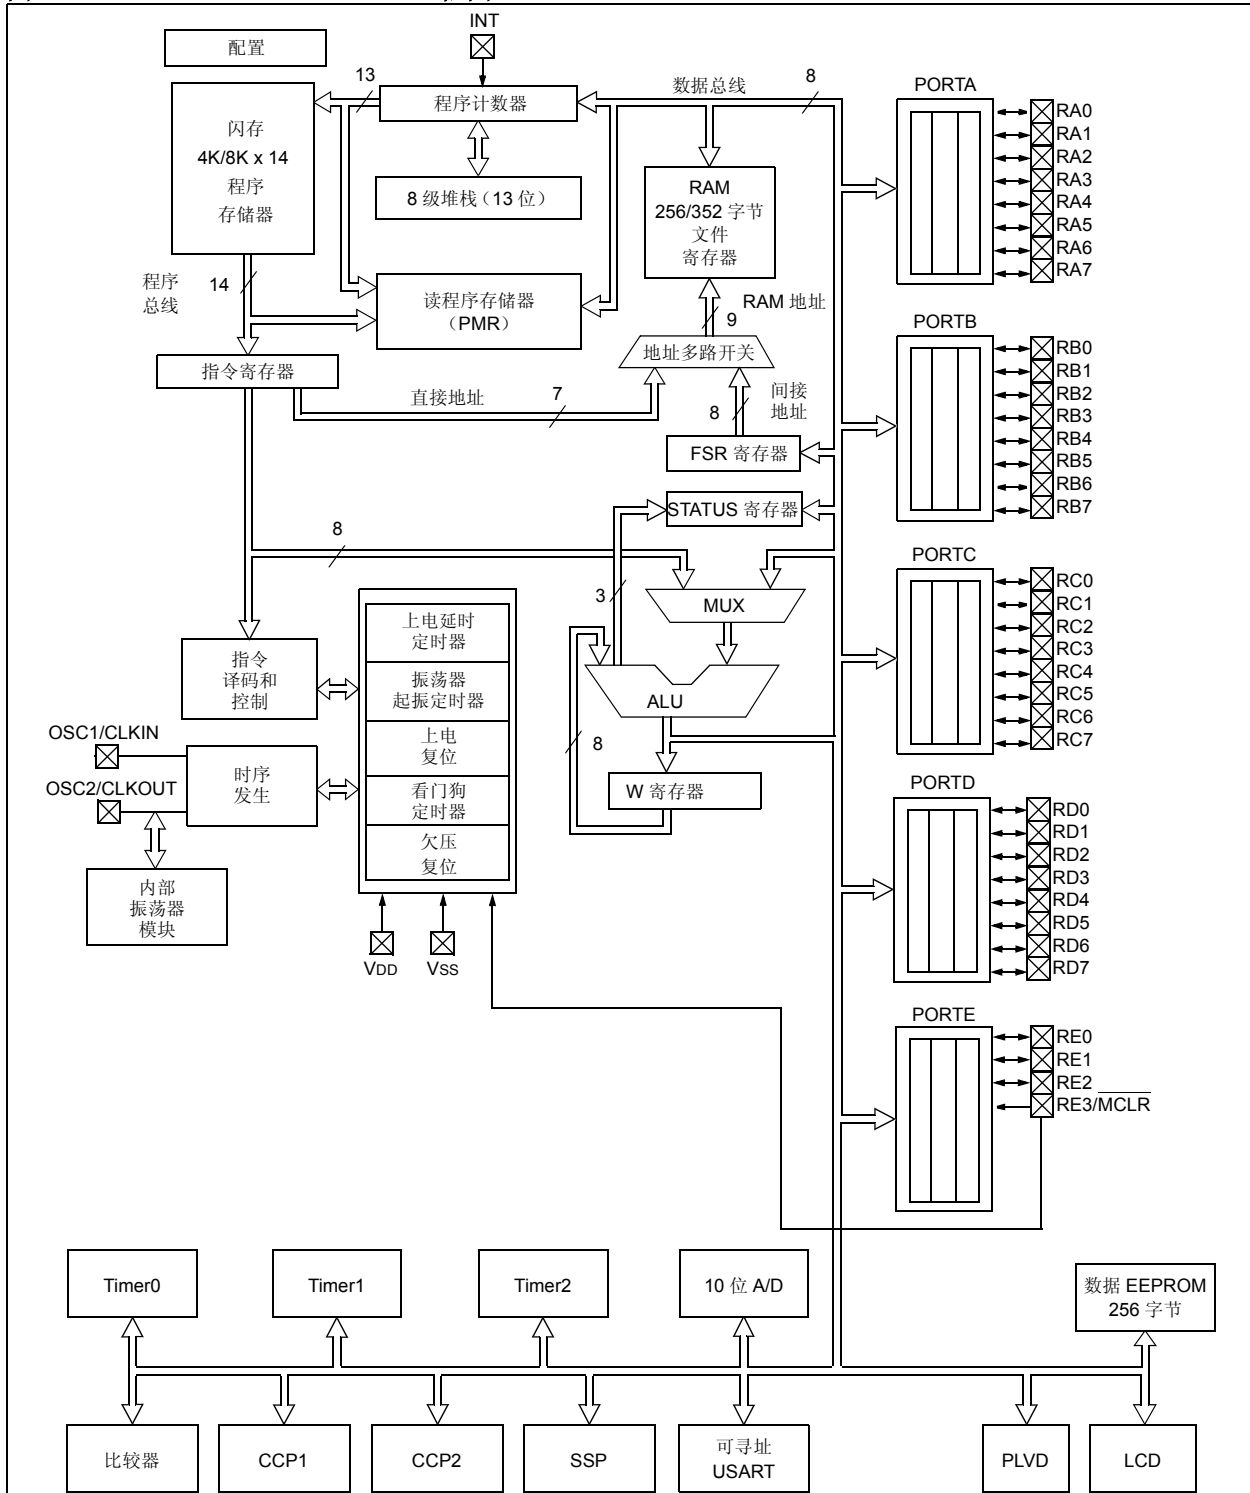 INT
配置
13
程序计数器
数据总线
8
闪存
4K/8K x 14
程序
存储器
8 级堆栈（13 位）
RAM
256/352 字节
文件
寄存器
程序
总线
14
读程序存储器
（PMR）
RAM 地址
9
地址多路开关
指令寄存器
直接地址
7
间接
地址
8
FSR 寄存器
STATUS 寄存器
8
3
MUX
上电延时
定时器
振荡器
起振定时器
上电
复位
看门狗
定时器
欠压
复位
指令
译码和
控制
ALU
8
W 寄存器
OSC1/CLKIN
OSC2/CLKOUT
时序
发生
内部
振荡器
模块
VDD
VSS
PORTA
RA0
RA1
RA2
RA3
RA4
RA5
RA6
RA7
PORTB
RB0
RB1
RB2
RB3
RB4
RB5
RB6
RB7
PORTC
RC0
RC1
RC2
RC3
RC4
RC5
RC6
RC7
PORTD
RD0
RD1
RD2
RD3
RD4
RD5
RD6
RD7
PORTE
RE0
RE1
RE2
RE3/MCLR
Timer0
Timer1
Timer2
10 位 A/D
数据 EEPROM
256 字节
比较器
CCP1
CCP2
SSP
可寻址
USART
PLVD
LCD